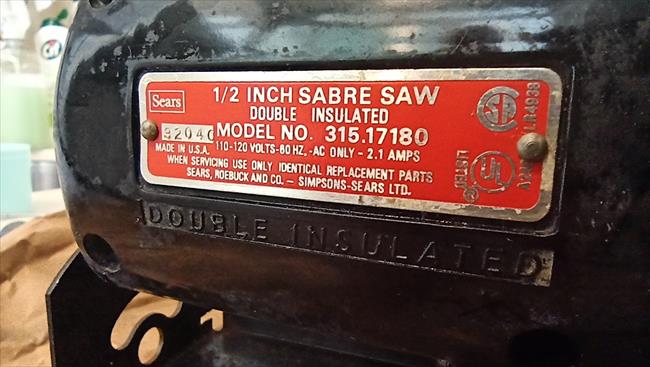 Sears
1/2 INCH SABRE SAW
DOUBLE INSULATED
MODEL NO. 315.17180
MADE IN U.S.A. 110-120 VOLTS-60 HZ, -AC ONLY - 2.1 AMPS
WHEN SERVICING USE ONLY IDENTICAL REPLACEMENT PARTS
SEARS, ROEBUCK AND CO. – SIMPSONS-SEARS LTD.
LR4968
LISTED
UL
DOUBLE INSULATED